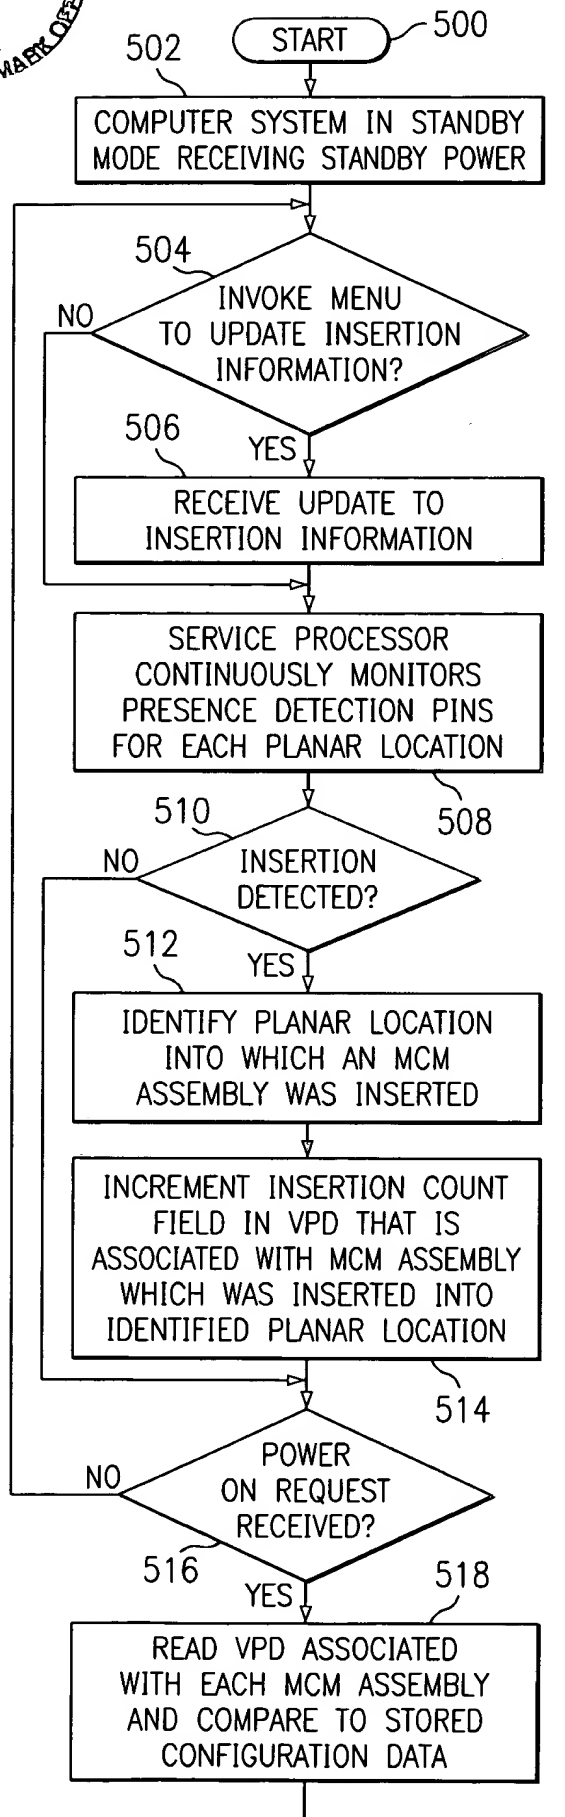 MARK OFF
START
500
502
COMPUTER SYSTEM IN STANDBY
MODE RECEIVING STANDBY POWER
504
INVOKE MENU
TO UPDATE INSERTION
INFORMATION?
NO
YES
506
RECEIVE UPDATE TO
INSERTION INFORMATION
SERVICE PROCESSOR
CONTINUOUSLY MONITORS
PRESENCE DETECTION PINS
FOR EACH PLANAR LOCATION
508
510
INSERTION
DETECTED?
NO
YES
512
IDENTIFY PLANAR LOCATION
INTO WHICH AN MCM
ASSEMBLY WAS INSERTED
INCREMENT INSERTION COUNT
FIELD IN VPD THAT IS
ASSOCIATED WITH MCM ASSEMBLY
WHICH WAS INSERTED INTO
IDENTIFIED PLANAR LOCATION
514
POWER
ON REQUEST
RECEIVED?
NO
516
YES
518
READ VPD ASSOCIATED
WITH EACH MCM ASSEMBLY
AND COMPARE TO STORED
CONFIGURATION DATA